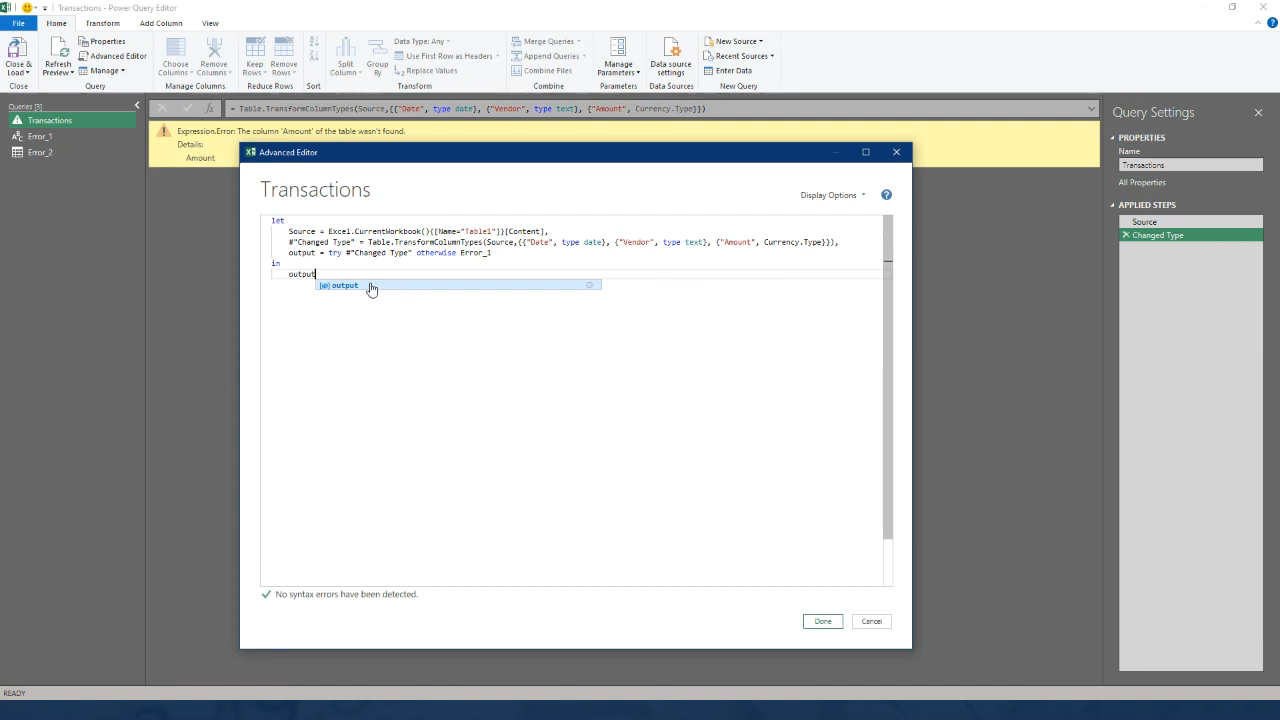 Transactions - Power Query Editor
File Home Transform Add Column View
Close & Load
Close
Refresh Preview
Properties
Advanced Editor
Manage
Query
Choose Columns
Remove Columns
Manage Columns
Keep Rows
Remove Rows
Reduce Rows
Sort
Split Column
Group By
Data Type: Any
Use First Row as Headers
Replace Values
Transform
Merge Queries
Append Queries
Combine Files
Combine
Manage Parameters
Parameters
Data source settings
Data Sources
New Source
Recent Sources
Enter Data
New Query
Queries [3]
Transactions
Error_1
Error_2
= Table.TransformColumnTypes(Source,{{"Date", type date}, {"Vendor", type text}, {"Amount", Currency.Type}})
Expression.Error: The column 'Amount' of the table wasn't found.
Details:
Amount
Advanced Editor
Transactions
Display Options
let
Source = Excel.CurrentWorkbook(){[Name="Table1"]}[Content],
#"Changed Type" = Table.TransformColumnTypes(Source,{{"Date", type date}, {"Vendor", type text}, {"Amount", Currency.Type}}),
output = try #"Changed Type" otherwise Error_1
in
output
[@] output
No syntax errors have been detected.
Done
Cancel
Query Settings
PROPERTIES
Name
Transactions
All Properties
APPLIED STEPS
Source
Changed Type
READY